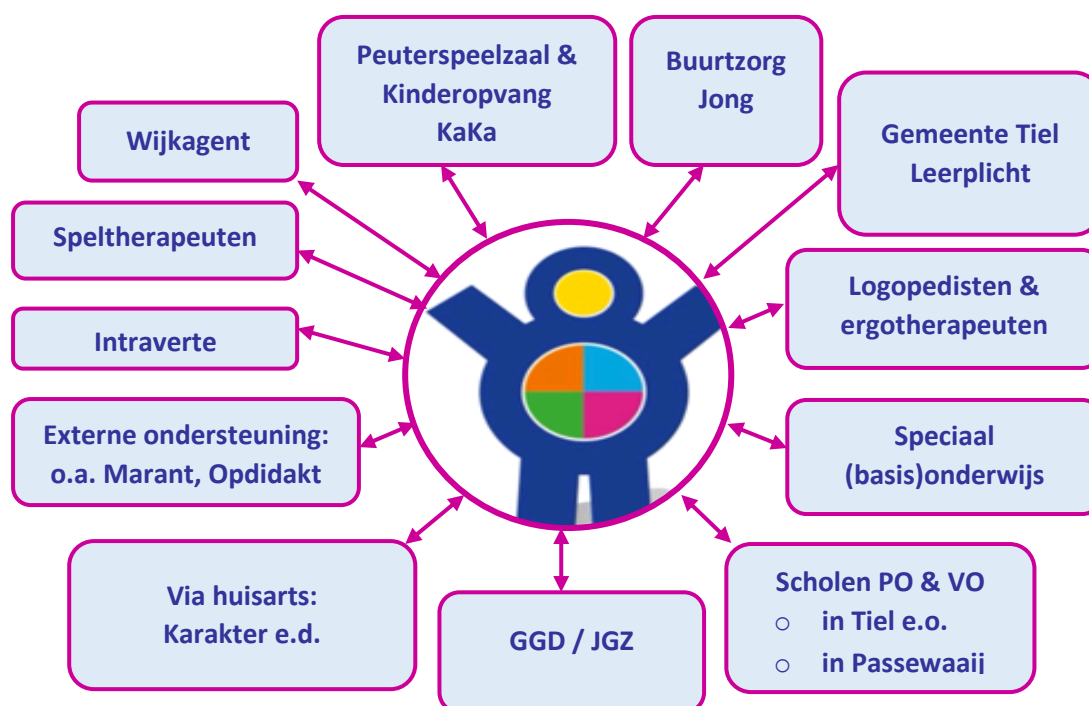 Peuterspeelzaal &
Kinderopvang
KaKa
Buurtzorg
Jong
Wijkagent
Gemeente Tiel
Leerplicht
Speltherapeuten
Logopedisten &
ergotherapeuten
Intraverte
Externe ondersteuning:
o.a. Marant, Opdidakt
Speciaal
(basis)onderwijs
Via huisarts:
Karakter e.d.
GGD / JGZ
Scholen PO & VO
o in Tiel e.o.
o in Passewaaij